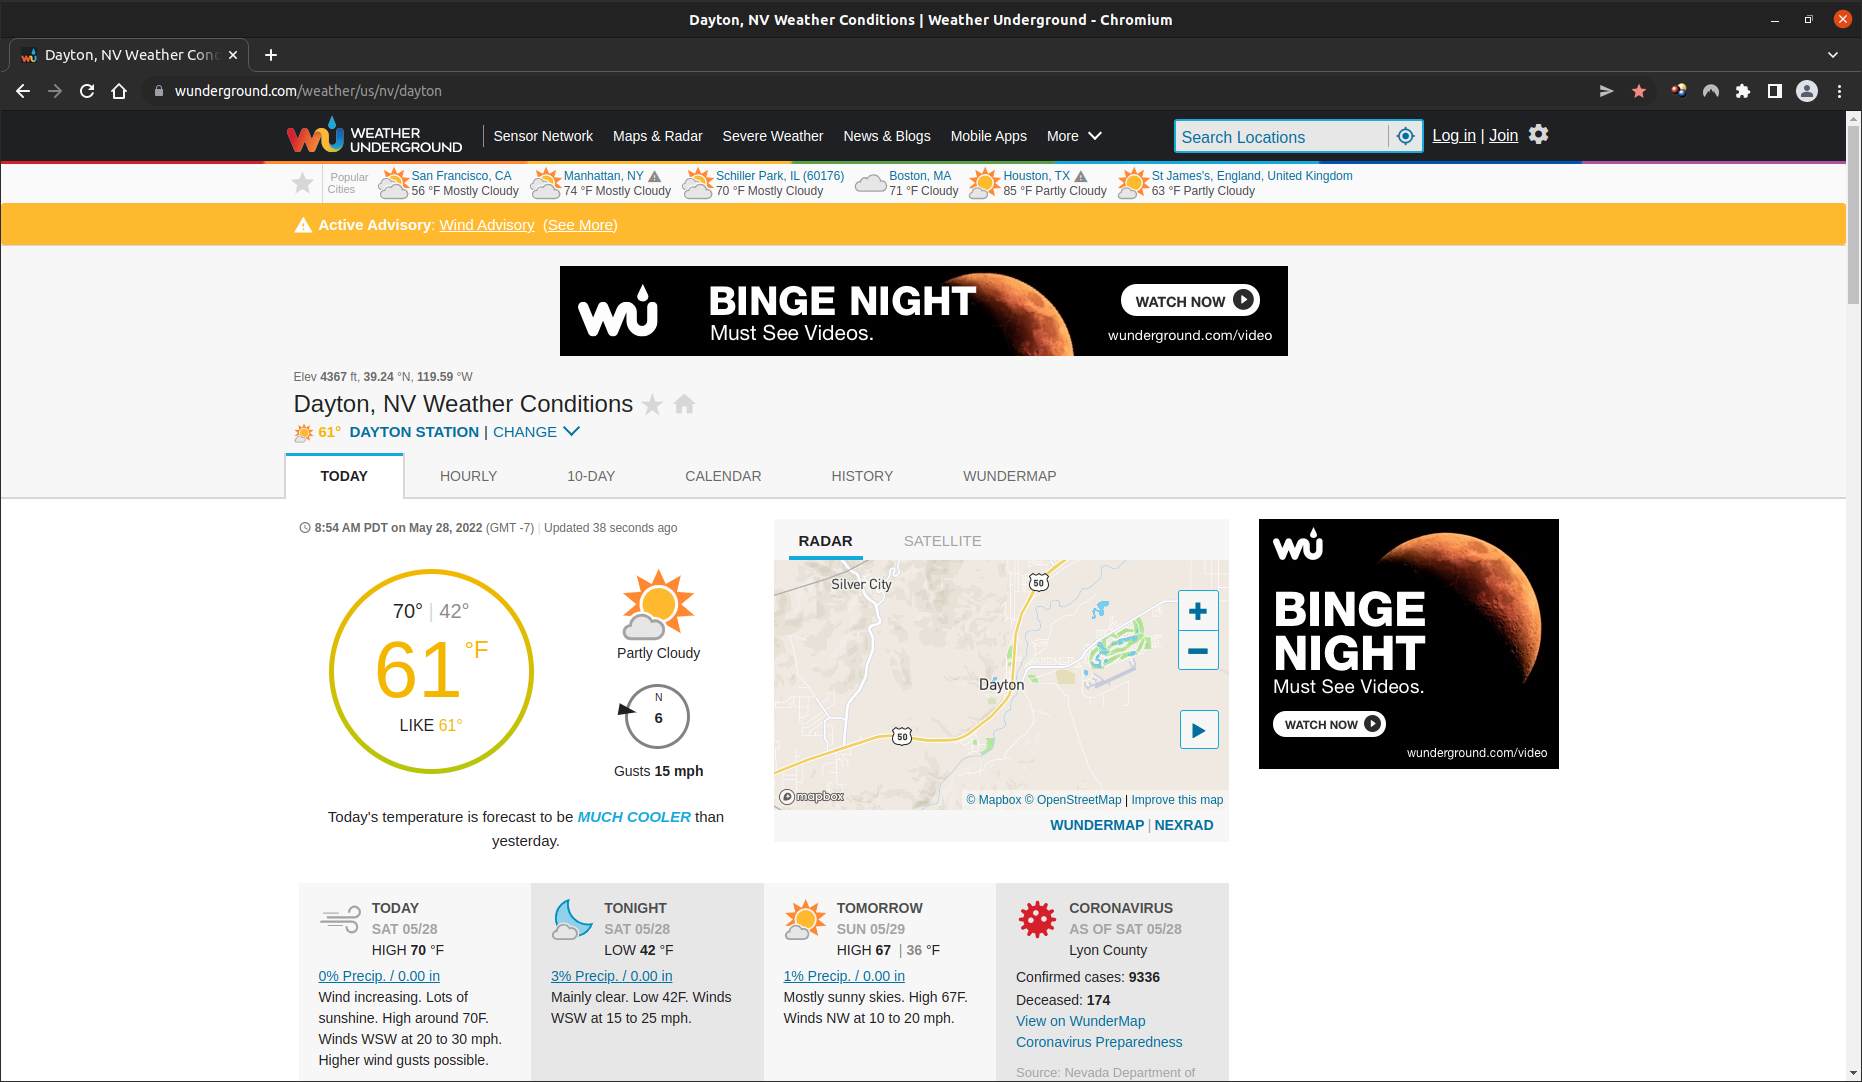 Dayton, NV Weather Conditions | Weather Underground - Chromium
Dayton, NV Weather Con
wunderground.com/weather/us/nv/dayton
WU WEATHER UNDERGROUND
Sensor Network Maps & Radar Severe Weather News & Blogs Mobile Apps More
Search Locations
Log in | Join
Popular Cities
San Francisco, CA
56 °F Mostly Cloudy
Manhattan, NY
74 °F Mostly Cloudy
Schiller Park, IL (60176)
70 °F Mostly Cloudy
Boston, MA
71 °F Cloudy
Houston, TX
85 °F Partly Cloudy
St James's, England, United Kingdom
63 °F Partly Cloudy
Active Advisory: Wind Advisory (See More)
WU
BINGE NIGHT
Must See Videos.
WATCH NOW
wunderground.com/video
Elev 4367 ft, 39.24 °N, 119.59 °W
Dayton, NV Weather Conditions
61° DAYTON STATION | CHANGE
TODAY HOURLY 10-DAY CALENDAR HISTORY WUNDERMAP
8:54 AM PDT on May 28, 2022 (GMT -7) | Updated 38 seconds ago
70° | 42°
61 °F
LIKE 61°
Partly Cloudy
N
6
Gusts 15 mph
Today's temperature is forecast to be MUCH COOLER than
yesterday.
RADAR SATELLITE
Silver City
50
Dayton
50
mapbox
© Mapbox © OpenStreetMap | Improve this map
WUNDERMAP | NEXRAD
WU
BINGE
NIGHT
Must See Videos.
WATCH NOW
wunderground.com/video
TODAY
SAT 05/28
HIGH 70 °F
0% Precip. / 0.00 in
Wind increasing. Lots of
sunshine. High around 70F.
Winds WSW at 20 to 30 mph.
Higher wind gusts possible.
TONIGHT
SAT 05/28
LOW 42 °F
3% Precip. / 0.00 in
Mainly clear. Low 42F. Winds
WSW at 15 to 25 mph.
TOMORROW
SUN 05/29
HIGH 67 | 36 °F
1% Precip. / 0.00 in
Mostly sunny skies. High 67F.
Winds NW at 10 to 20 mph.
CORONAVIRUS
AS OF SAT 05/28
Lyon County
Confirmed cases: 9336
Deceased: 174
View on WunderMap
Coronavirus Preparedness
Source: Nevada Department of